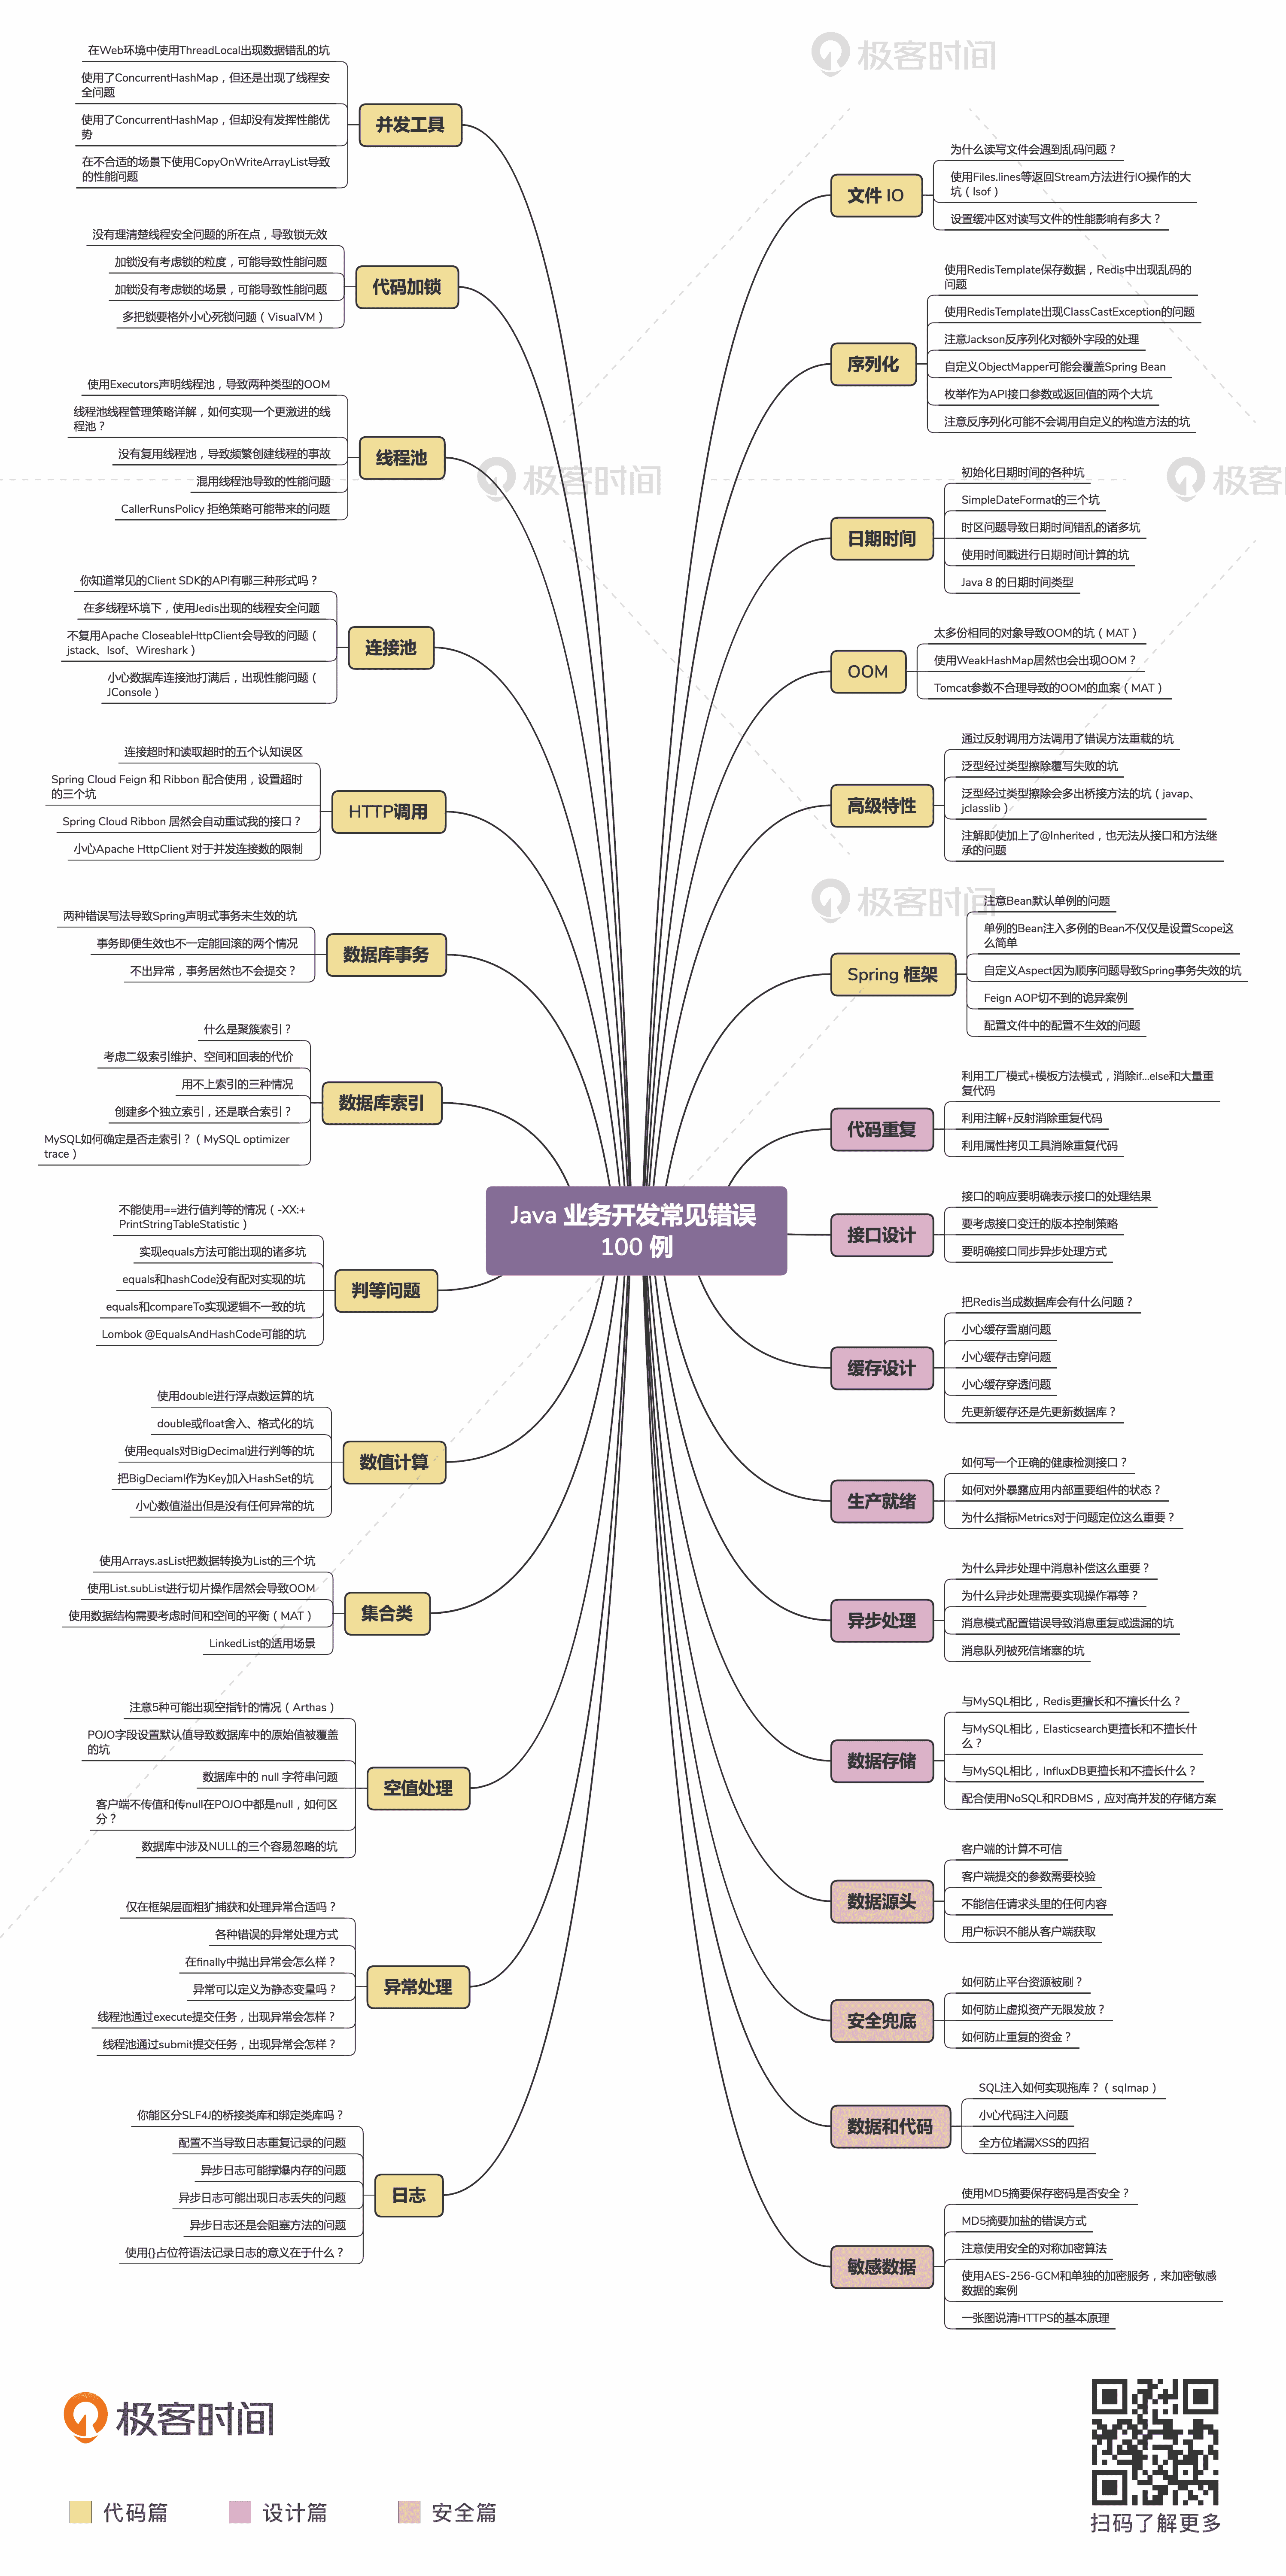 极客时间
在Web环境中使用ThreadLocal出现数据错乱的坑
使用了ConcurrentHashMap，但还是出现了线程安
全问题
使用了ConcurrentHashMap，但却没有发挥性能优
势
在不合适的场景下使用CopyOnWriteArrayList导致
的性能问题
并发工具
没有理清楚线程安全问题的所在点，导致锁无效
加锁没有考虑锁的粒度，可能导致性能问题
加锁没有考虑锁的场景，可能导致性能问题
多把锁要格外小心死锁问题（VisualVM）
代码加锁
使用Executors声明线程池，导致两种类型的OOM
线程池线程管理策略详解，如何实现一个更激进的线
程池？
没有复用线程池，导致频繁创建线程的事故
混用线程池导致的性能问题
CallerRunsPolicy 拒绝策略可能带来的问题
线程池
极客时间
极客时
你知道常见的Client SDK的API有哪三种形式吗？
在多线程环境下，使用Jedis出现的线程安全问题
不复用Apache CloseableHttpClient会导致的问题（
jstack、lsof、Wireshark）
小心数据库连接池打满后，出现性能问题（
JConsole）
连接池
连接超时和读取超时的五个认知误区
Spring Cloud Feign 和 Ribbon 配合使用，设置超时
的三个坑
Spring Cloud Ribbon 居然会自动重试我的接口？
小心Apache HttpClient 对于并发连接数的限制
HTTP调用
两种错误写法导致Spring声明式事务未生效的坑
事务即便生效也不一定能回滚的两个情况
不出异常，事务居然也不会提交？
数据库事务
什么是聚簇索引？
考虑二级索引维护、空间和回表的代价
用不上索引的三种情况
创建多个独立索引，还是联合索引？
MySQL如何确定是否走索引？（MySQL optimizer
trace）
数据库索引
不能使用==进行值判等的情况（-XX:+
PrintStringTableStatistic）
实现equals方法可能出现的诸多坑
equals和hashCode没有配对实现的坑
equals和compareTo实现逻辑不一致的坑
Lombok @EqualsAndHashCode可能的坑
判等问题
使用double进行浮点数运算的坑
double或float舍入、格式化的坑
使用equals对BigDecimal进行判等的坑
把BigDeciaml作为Key加入HashSet的坑
小心数值溢出但是没有任何异常的坑
数值计算
使用Arrays.asList把数据转换为List的三个坑
使用List.subList进行切片操作居然会导致OOM
使用数据结构需要考虑时间和空间的平衡（MAT）
LinkedList的适用场景
集合类
注意5种可能出现空指针的情况（Arthas）
POJO字段设置默认值导致数据库中的原始值被覆盖
的坑
数据库中的 null 字符串问题
客户端不传值和传null在POJO中都是null，如何区
分？
数据库中涉及NULL的三个容易忽略的坑
空值处理
仅在框架层面粗犷捕获和处理异常合适吗？
各种错误的异常处理方式
在finally中抛出异常会怎么样？
异常可以定义为静态变量吗？
线程池通过execute提交任务，出现异常会怎样？
线程池通过submit提交任务，出现异常会怎样？
异常处理
你能区分SLF4J的桥接类库和绑定类库吗？
配置不当导致日志重复记录的问题
异步日志可能撑爆内存的问题
异步日志可能出现日志丢失的问题
异步日志还是会阻塞方法的问题
使用{}占位符语法记录日志的意义在于什么？
日志
Java 业务开发常见错误
100 例
文件 IO
为什么读写文件会遇到乱码问题？
使用Files.lines等返回Stream方法进行IO操作的大
坑（lsof）
设置缓冲区对读写文件的性能影响有多大？
序列化
使用RedisTemplate保存数据，Redis中出现乱码的
问题
使用RedisTemplate出现ClassCastException的问题
注意Jackson反序列化对额外字段的处理
自定义ObjectMapper可能会覆盖Spring Bean
枚举作为API接口参数或返回值的两个大坑
注意反序列化可能不会调用自定义的构造方法的坑
日期时间
初始化日期时间的各种坑
SimpleDateFormat的三个坑
时区问题导致日期时间错乱的诸多坑
使用时间戳进行日期时间计算的坑
Java 8 的日期时间类型
OOM
太多份相同的对象导致OOM的坑（MAT）
使用WeakHashMap居然也会出现OOM？
Tomcat参数不合理导致的OOM的血案（MAT）
高级特性
通过反射调用方法调用了错误方法重载的坑
泛型经过类型擦除覆写失败的坑
泛型经过类型擦除会多出桥接方法的坑（javap、
jclasslib）
注解即使加上了@Inherited，也无法从接口和方法继
承的问题
极客时间
Spring 框架
注意Bean默认单例的问题
单例的Bean注入多例的Bean不仅仅是设置Scope这
么简单
自定义Aspect因为顺序问题导致Spring事务失效的坑
Feign AOP切不到的诡异案例
配置文件中的配置不生效的问题
代码重复
利用工厂模式+模板方法模式，消除if...else和大量重
复代码
利用注解+反射消除重复代码
利用属性拷贝工具消除重复代码
接口设计
接口的响应要明确表示接口的处理结果
要考虑接口变迁的版本控制策略
要明确接口同步异步处理方式
缓存设计
把Redis当成数据库会有什么问题？
小心缓存雪崩问题
小心缓存击穿问题
小心缓存穿透问题
先更新缓存还是先更新数据库？
生产就绪
如何写一个正确的健康检测接口？
如何对外暴露应用内部重要组件的状态？
为什么指标Metrics对于问题定位这么重要？
异步处理
为什么异步处理中消息补偿这么重要？
为什么异步处理需要实现操作幂等？
消息模式配置错误导致消息重复或遗漏的坑
消息队列被死信堵塞的坑
数据存储
与MySQL相比，Redis更擅长和不擅长什么？
与MySQL相比，Elasticsearch更擅长和不擅长什
么？
与MySQL相比，InfluxDB更擅长和不擅长什么？
配合使用NoSQL和RDBMS，应对高并发的存储方案
数据源头
客户端的计算不可信
客户端提交的参数需要校验
不能信任请求头里的任何内容
用户标识不能从客户端获取
安全兜底
如何防止平台资源被刷？
如何防止虚拟资产无限发放？
如何防止重复的资金？
数据和代码
SQL注入如何实现拖库？（sqlmap）
小心代码注入问题
全方位堵漏XSS的四招
敏感数据
使用MD5摘要保存密码是否安全？
MD5摘要加盐的错误方式
注意使用安全的对称加密算法
使用AES-256-GCM和单独的加密服务，来加密敏感
数据的案例
一张图说清HTTPS的基本原理
极客时间
代码篇
设计篇
安全篇
扫码了解更多